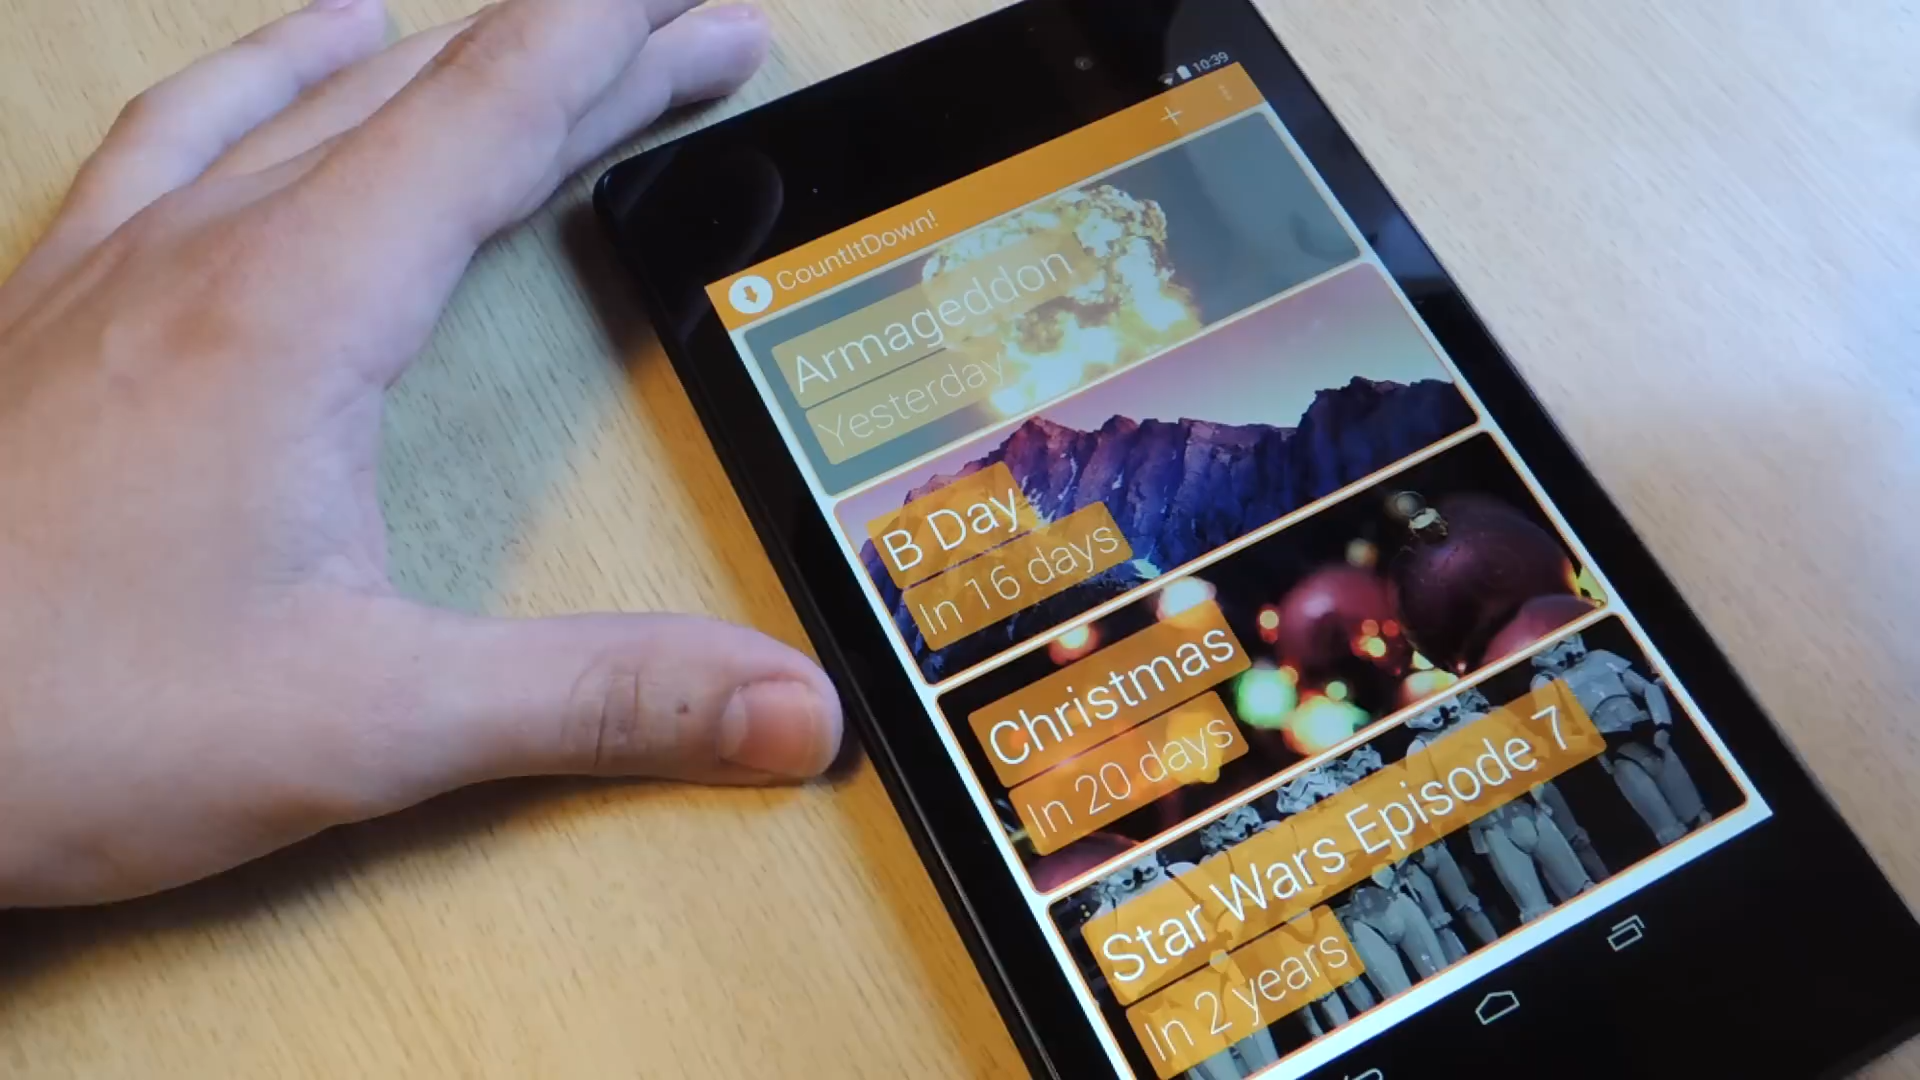 10:39
CountItDown!
Armageddon
Yesterday
B Day
In 16 days
Christmas
In 20 days
Star Wars Episode 7
In 2 years